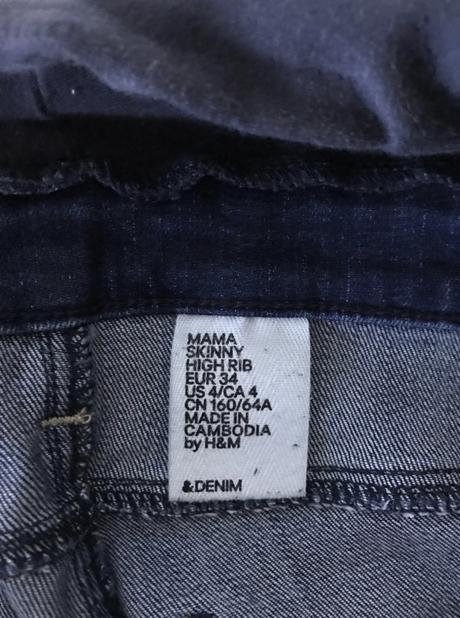 MAMA
SKINNY
HIGH RIB
EUR 34
US 4/CA 4
CN 160/64A
MADE IN
CAMBODIA
by H&M
&DENIM